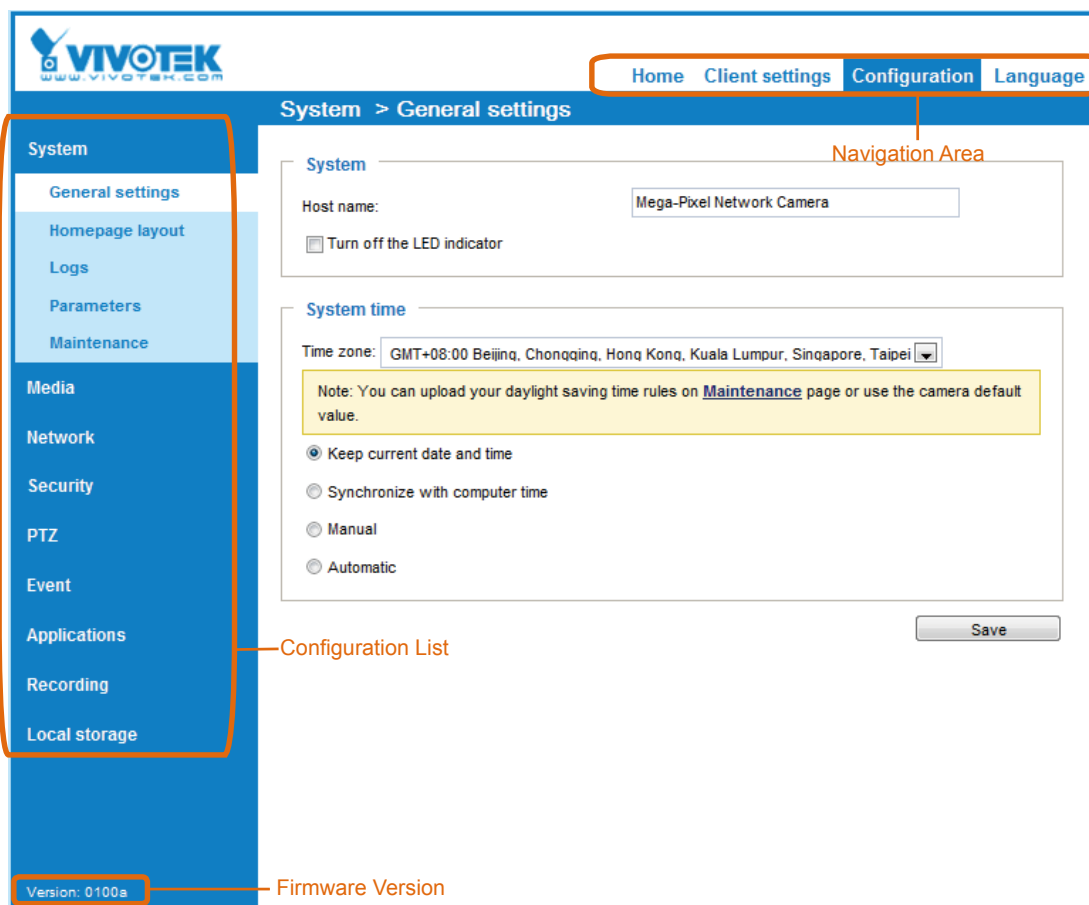 VIVOTEK
WWW.VIVOTEK.COM
Home Client settings Configuration Language
System > General settings
Navigation Area
System
General settings
Homepage layout
Logs
Parameters
Maintenance
Media
Network
Security
PTZ
Event
Applications
Recording
Local storage
Version: 0100a
System
Host name: Mega-Pixel Network Camera
Turn off the LED indicator
System time
Time zone: GMT+08:00 Beijing, Chongqing, Hong Kong, Kuala Lumpur, Singapore, Taipei
Note: You can upload your daylight saving time rules on Maintenance page or use the camera default
value.
Keep current date and time
Synchronize with computer time
Manual
Automatic
Save
Configuration List
Firmware Version